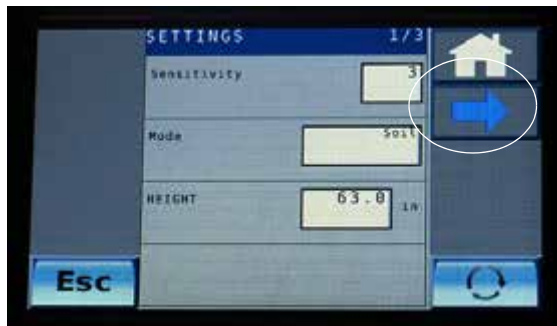 SETTINGS 1/3
Sensitivity 3
Mode Soil
HEIGHT 63.0 in
Esc